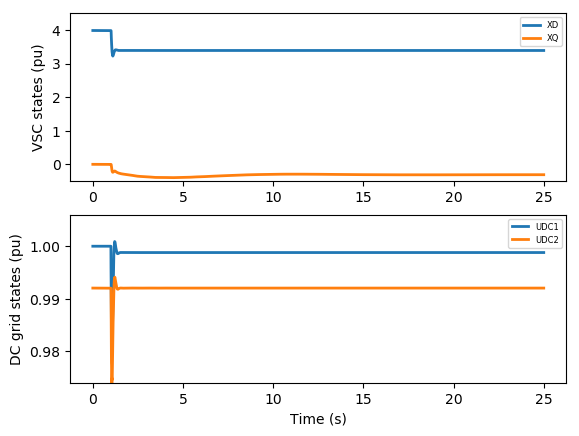 VSC states (pu)
4
3
2
1
0
XD
XQ
0
5
10
15
20
25
DC grid states (pu)
1.00
0.99
0.98
UDC1
UDC2
0
5
10
15
20
25
Time (s)